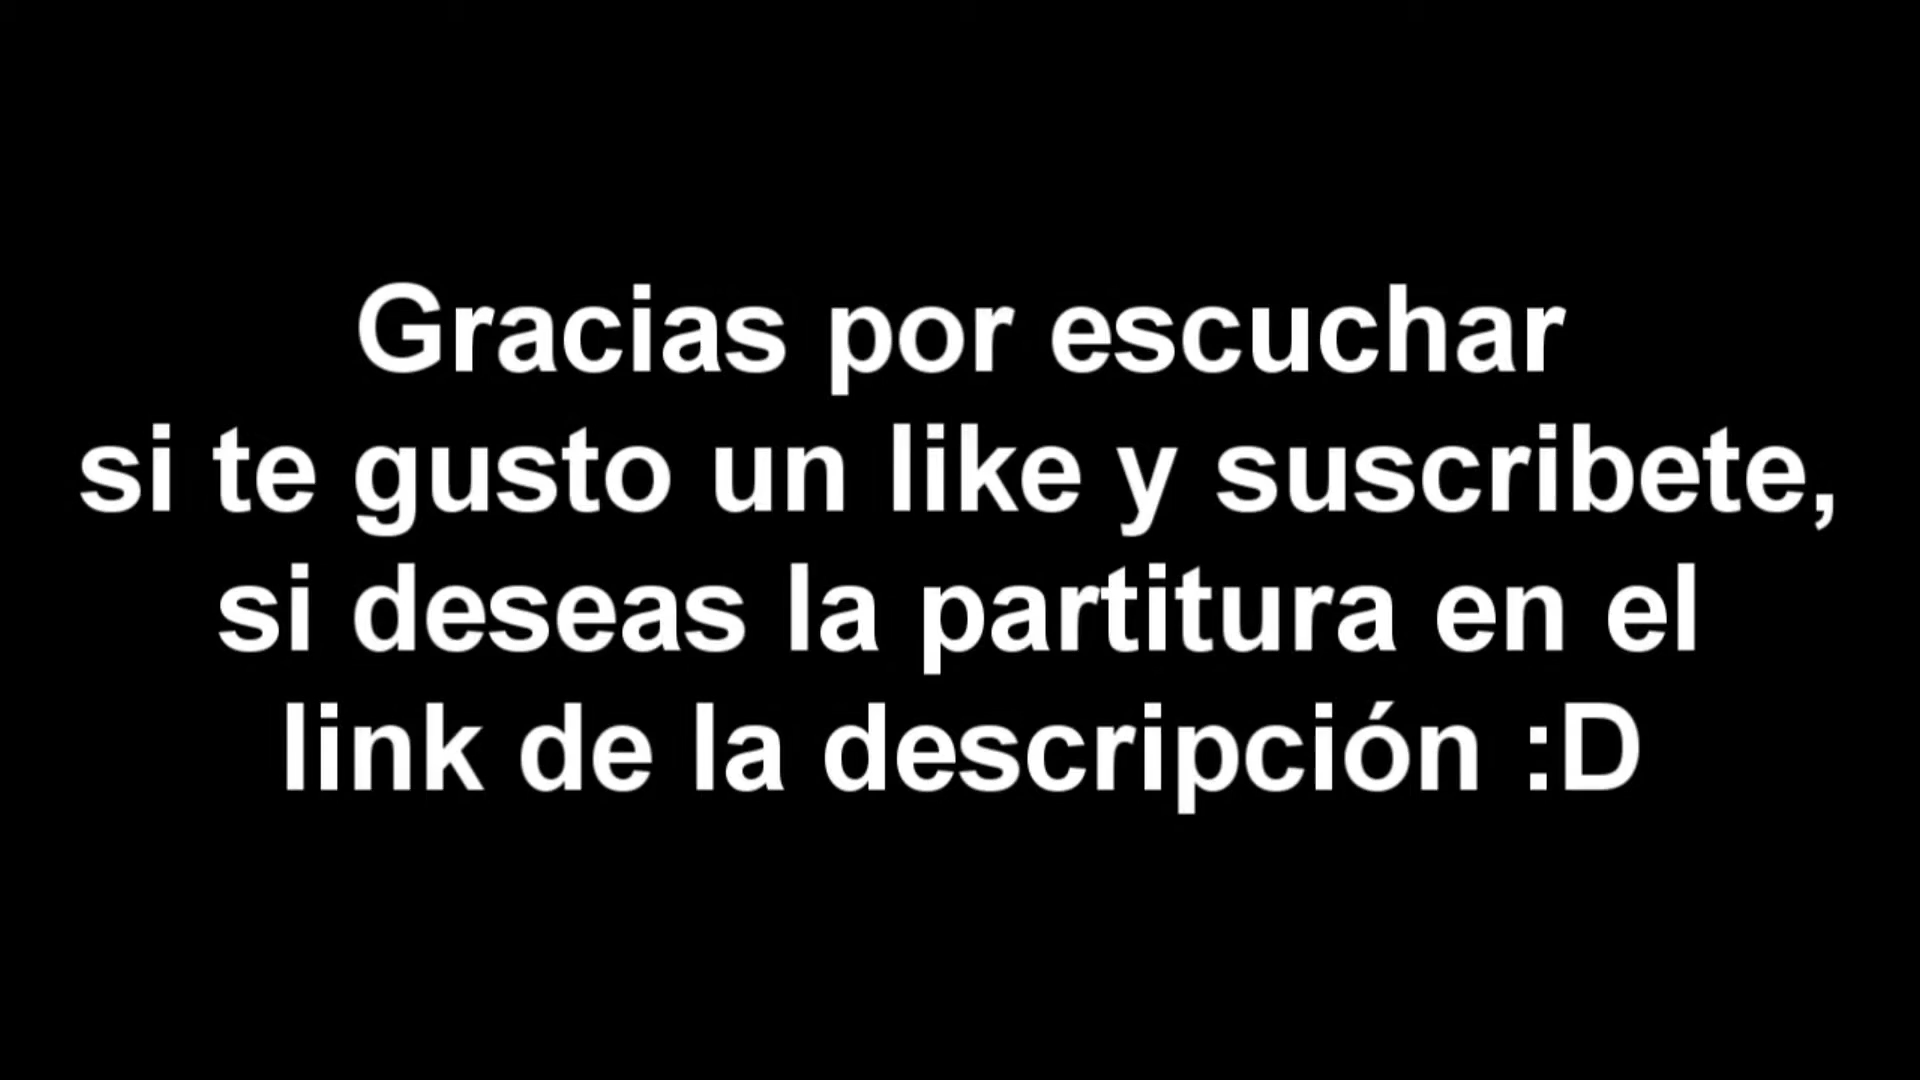 Gracias por escuchar
si te gusto un like y suscribete,
si deseas la partitura en el
link de la descripción :D